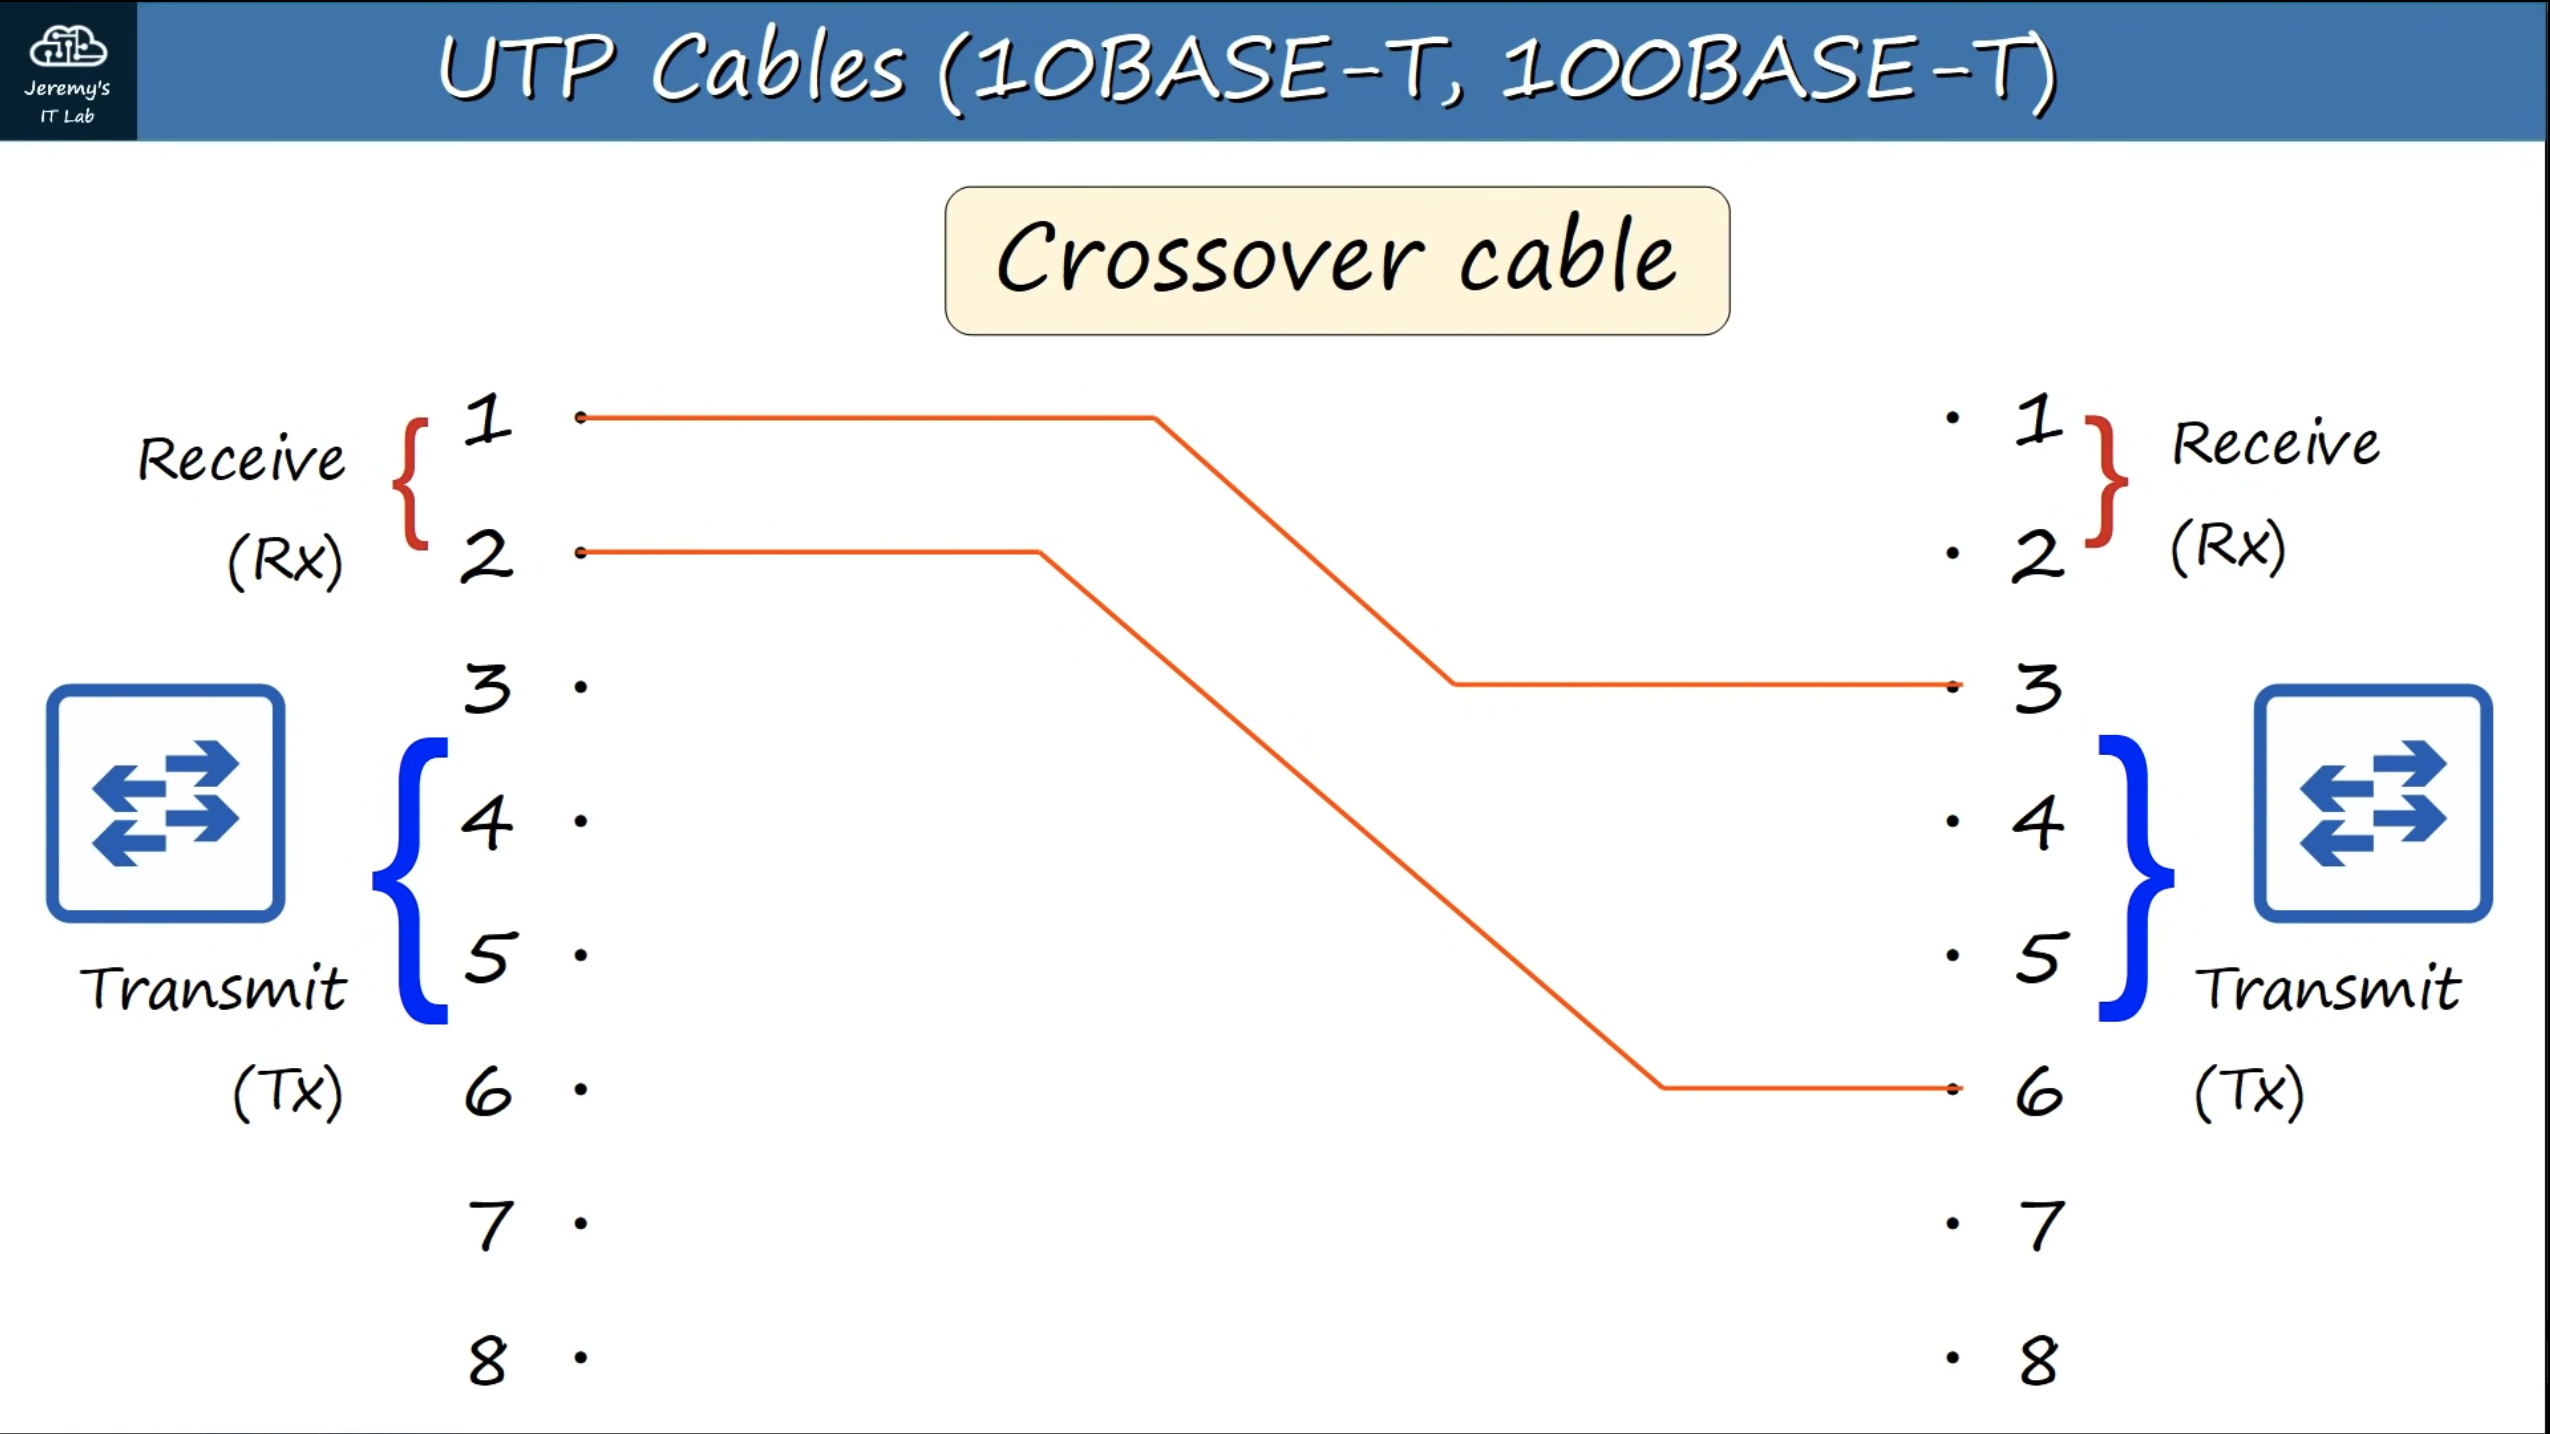 Jeremy's
IT Lab
UTP Cables (10BASE-T, 100BASE-T)
Crossover cable
1
2
3
4
5
6
7
8
Receive
(Rx)
Transmit
(Tx)
1
2
3
4
5
6
7
8
Receive
(Rx)
Transmit
(Tx)